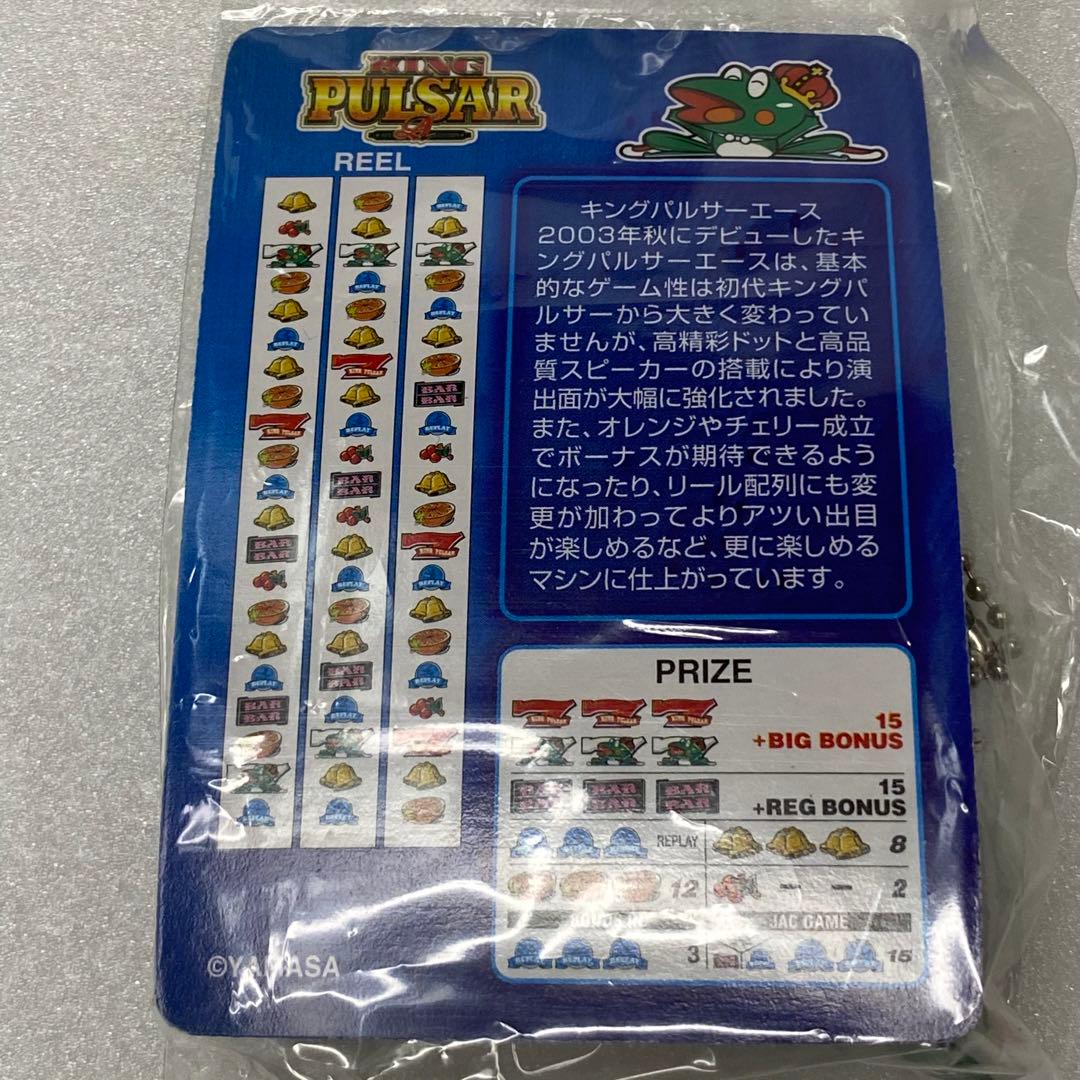 KING
PULSAR
REEL
キングパルサーエース
2003年秋にデビューしたキ
ングパルサーエースは、基本
的なゲーム性は初代キングパ
ルサーから大きく変わってい
ませんが、高精彩ドットと高品
質スピーカーの搭載により演
出面が大幅に強化されました。
また、オレンジやチェリー成立
でボーナスが期待できるよう
になったり、リール配列にも変
更が加わってよりアツい出目
が楽しめるなど、更に楽しめる
マシンに仕上がっています。
PRIZE
15
+BIG BONUS
BAR BAR BAR
BAR BAR BAR
15
+REG BONUS
REPLAY
8
12
2
BONUS IN
JAC GAME
3
15
©YAMASA